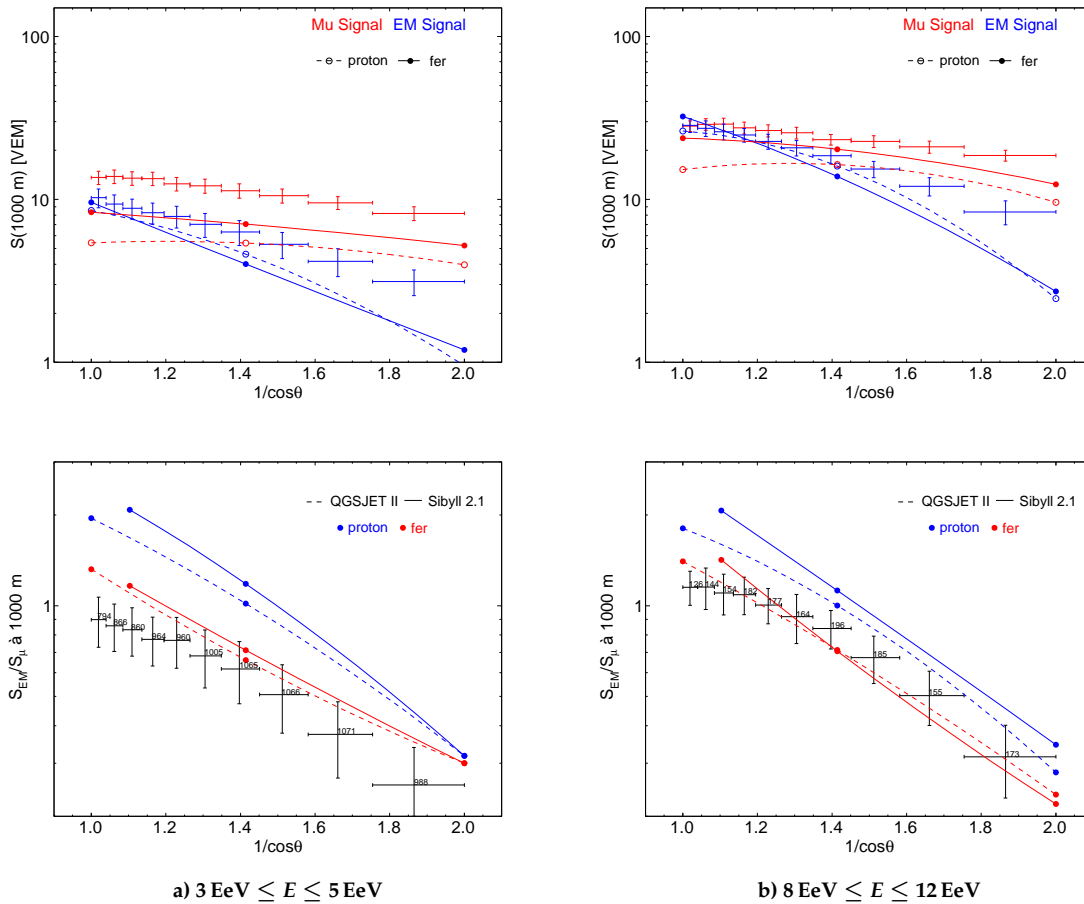 Mu Signal EM Signal
proton fer
S(1000 m) [VEM]
100
10
1
1.0 1.2 1.4 1.6 1.8 2.0
1/cosθ
Mu Signal EM Signal
proton fer
S(1000 m) [VEM]
100
10
1
1.0 1.2 1.4 1.6 1.8 2.0
1/cosθ
QGSJET II Sibyll 2.1
proton fer
S_EM/S_μ à 1000 m
1
794 866 860 964 960 1005 1065 1066 1071 988
1.0 1.2 1.4 1.6 1.8 2.0
1/cosθ
QGSJET II Sibyll 2.1
proton fer
S_EM/S_μ à 1000 m
1
126 144 154 182 177 164 196 185 155 173
1.0 1.2 1.4 1.6 1.8 2.0
1/cosθ
a) 3 EeV ≤ E ≤ 5 EeV
b) 8 EeV ≤ E ≤ 12 EeV